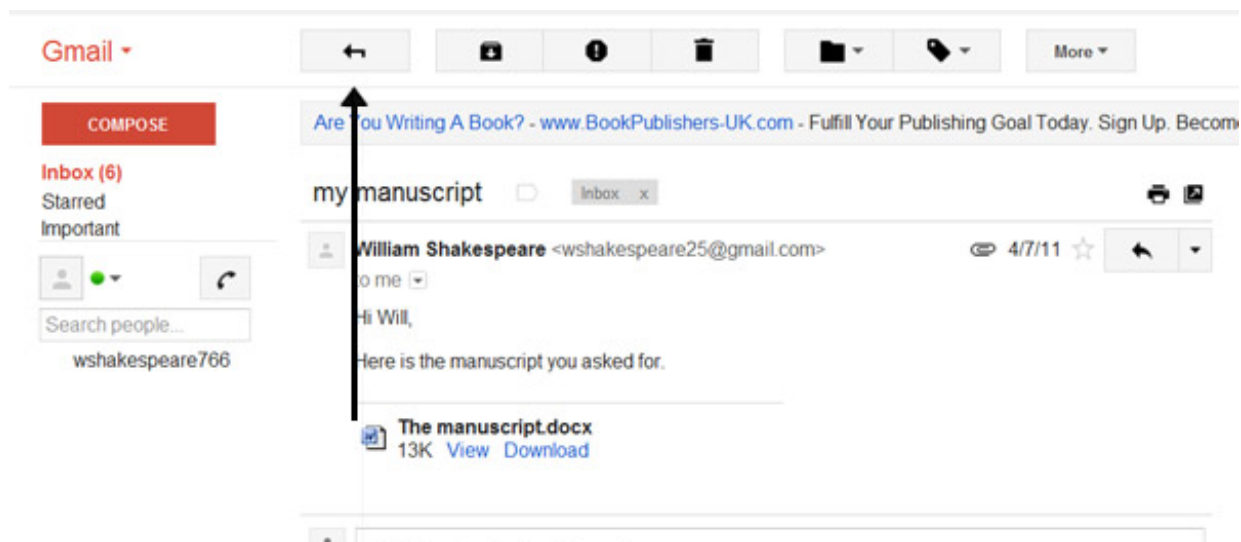 Gmail
More
COMPOSE
Are You Writing A Book? - www.BookPublishers-UK.com - Fulfill Your Publishing Goal Today. Sign Up. Becom
Inbox (6)
Starred
Important
my manuscript Inbox x
William Shakespeare <wshakespeare25@gmail.com> 4/7/11
to me
Hi Will,
Here is the manuscript you asked for.
The manuscript.docx
13K View Download
Search people...
wshakespeare766